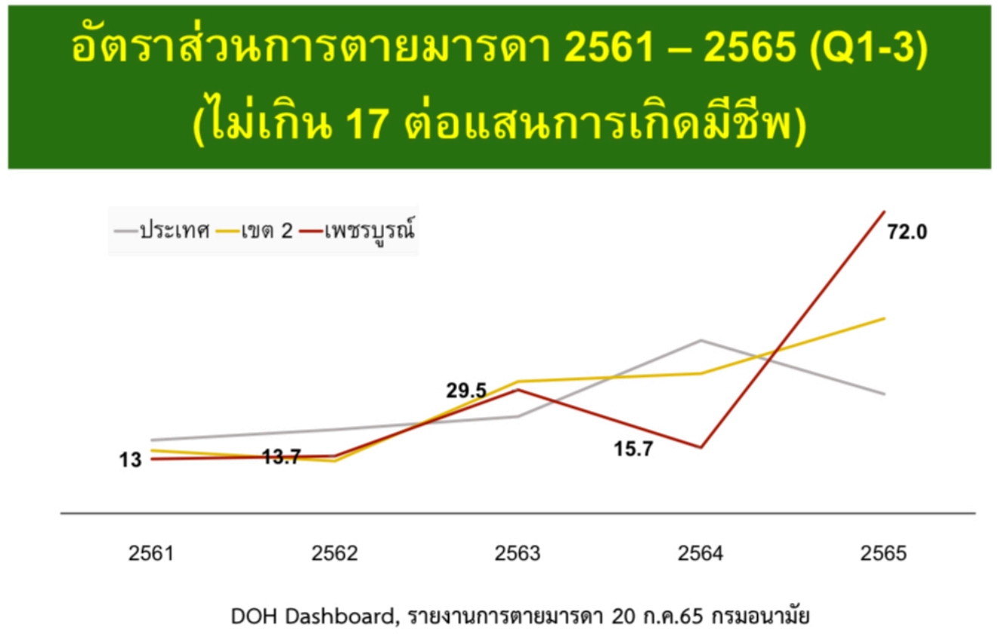 อัตราส่วนการตายมารดา 2561 – 2565 (Q1-3)
(ไม่เกิน 17 ต่อแสนการเกิดมีชีพ)
ประเทศ เขต 2 เพชรบูรณ์
72.0
29.5
15.7
13
13.7
2561 2562 2563 2564 2565
DOH Dashboard, รายงานการตายมารดา 20 ก.ค.65 กรมอนามัย